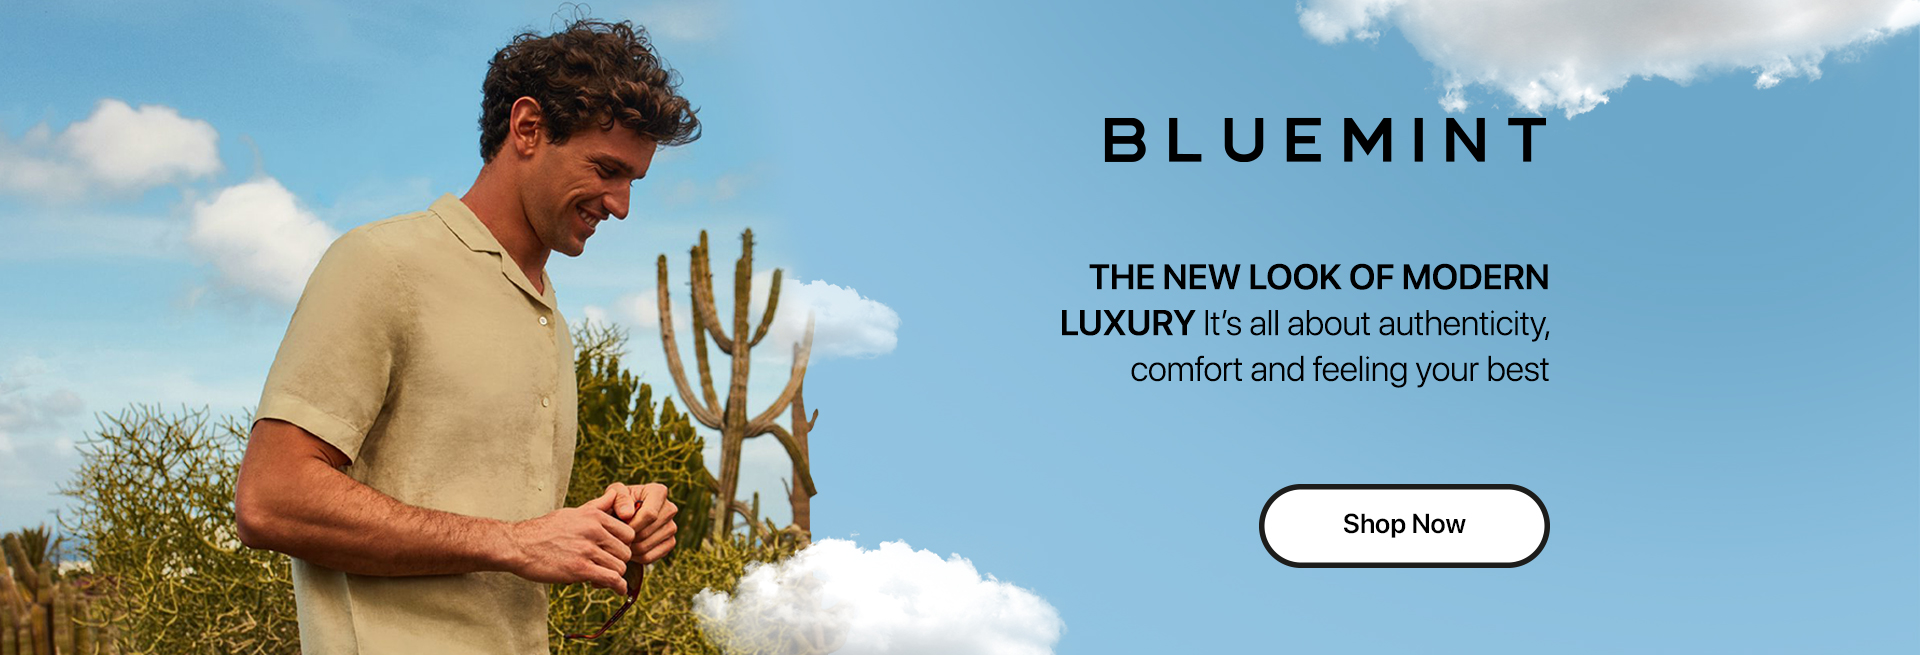 BLUEMINT
THE NEW LOOK OF MODERN
LUXURY It’s all about authenticity,
comfort and feeling your best
Shop Now